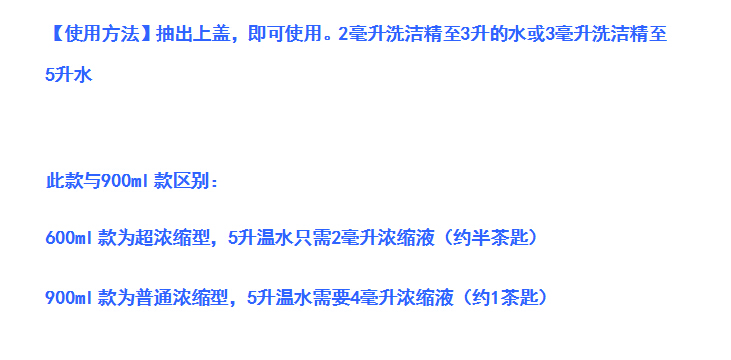 【使用方法】抽出上盖，即可使用。2毫升洗洁精至3升的水或3毫升洗洁精至
5升水
此款与900ml 款区别：
600ml 款为超浓缩型，5升温水只需2毫升浓缩液（约半茶匙）
900ml 款为普通浓缩型，5升温水需要4毫升浓缩液（约1茶匙）